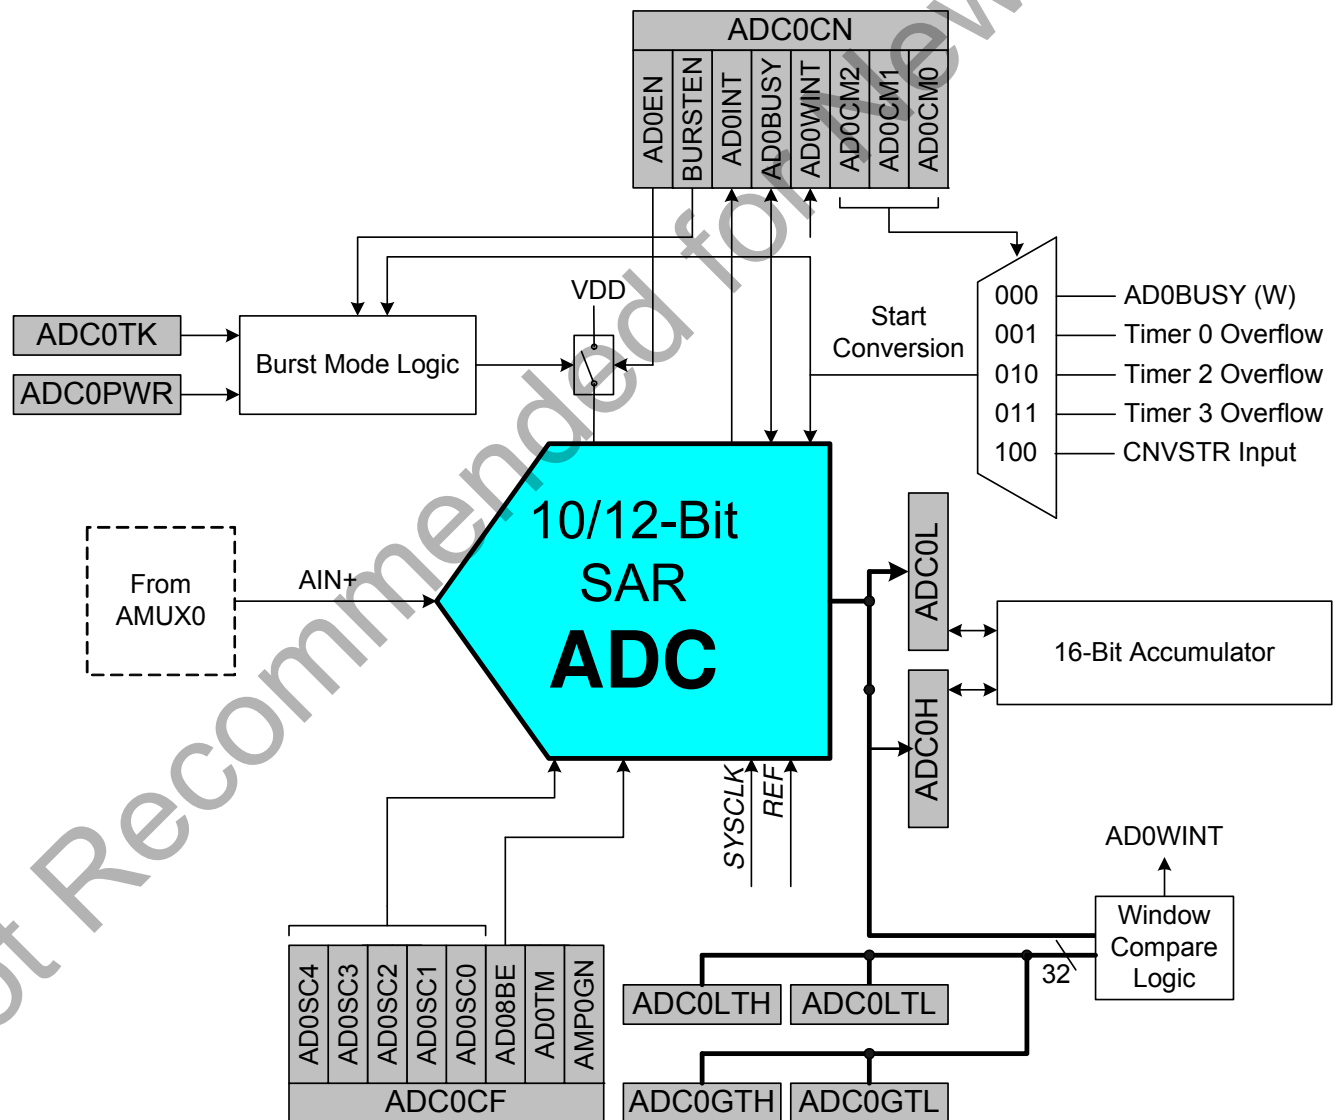 ADC0CN
AD0EN
BURSTEN
AD0INT
AD0BUSY
AD0WINT
AD0CM2
AD0CM1
AD0CM0
VDD
Start
Conversion
000
001
010
011
100
AD0BUSY (W)
Timer 0 Overflow
Timer 2 Overflow
Timer 3 Overflow
CNVSTR Input
ADC0TK
ADC0PWR
Burst Mode Logic
From
AMUX0
AIN+
10/12-Bit
SAR
ADC
ADC0L
ADC0H
16-Bit Accumulator
SYSCLK
REF
AD0WINT
Window
Compare
Logic
32
AD0SC4
AD0SC3
AD0SC2
AD0SC1
AD0SC0
AD08BE
AD0TM
AMP0GN
ADC0CF
ADC0LTH
ADC0LTL
ADC0GTH
ADC0GTL
Recommended for New